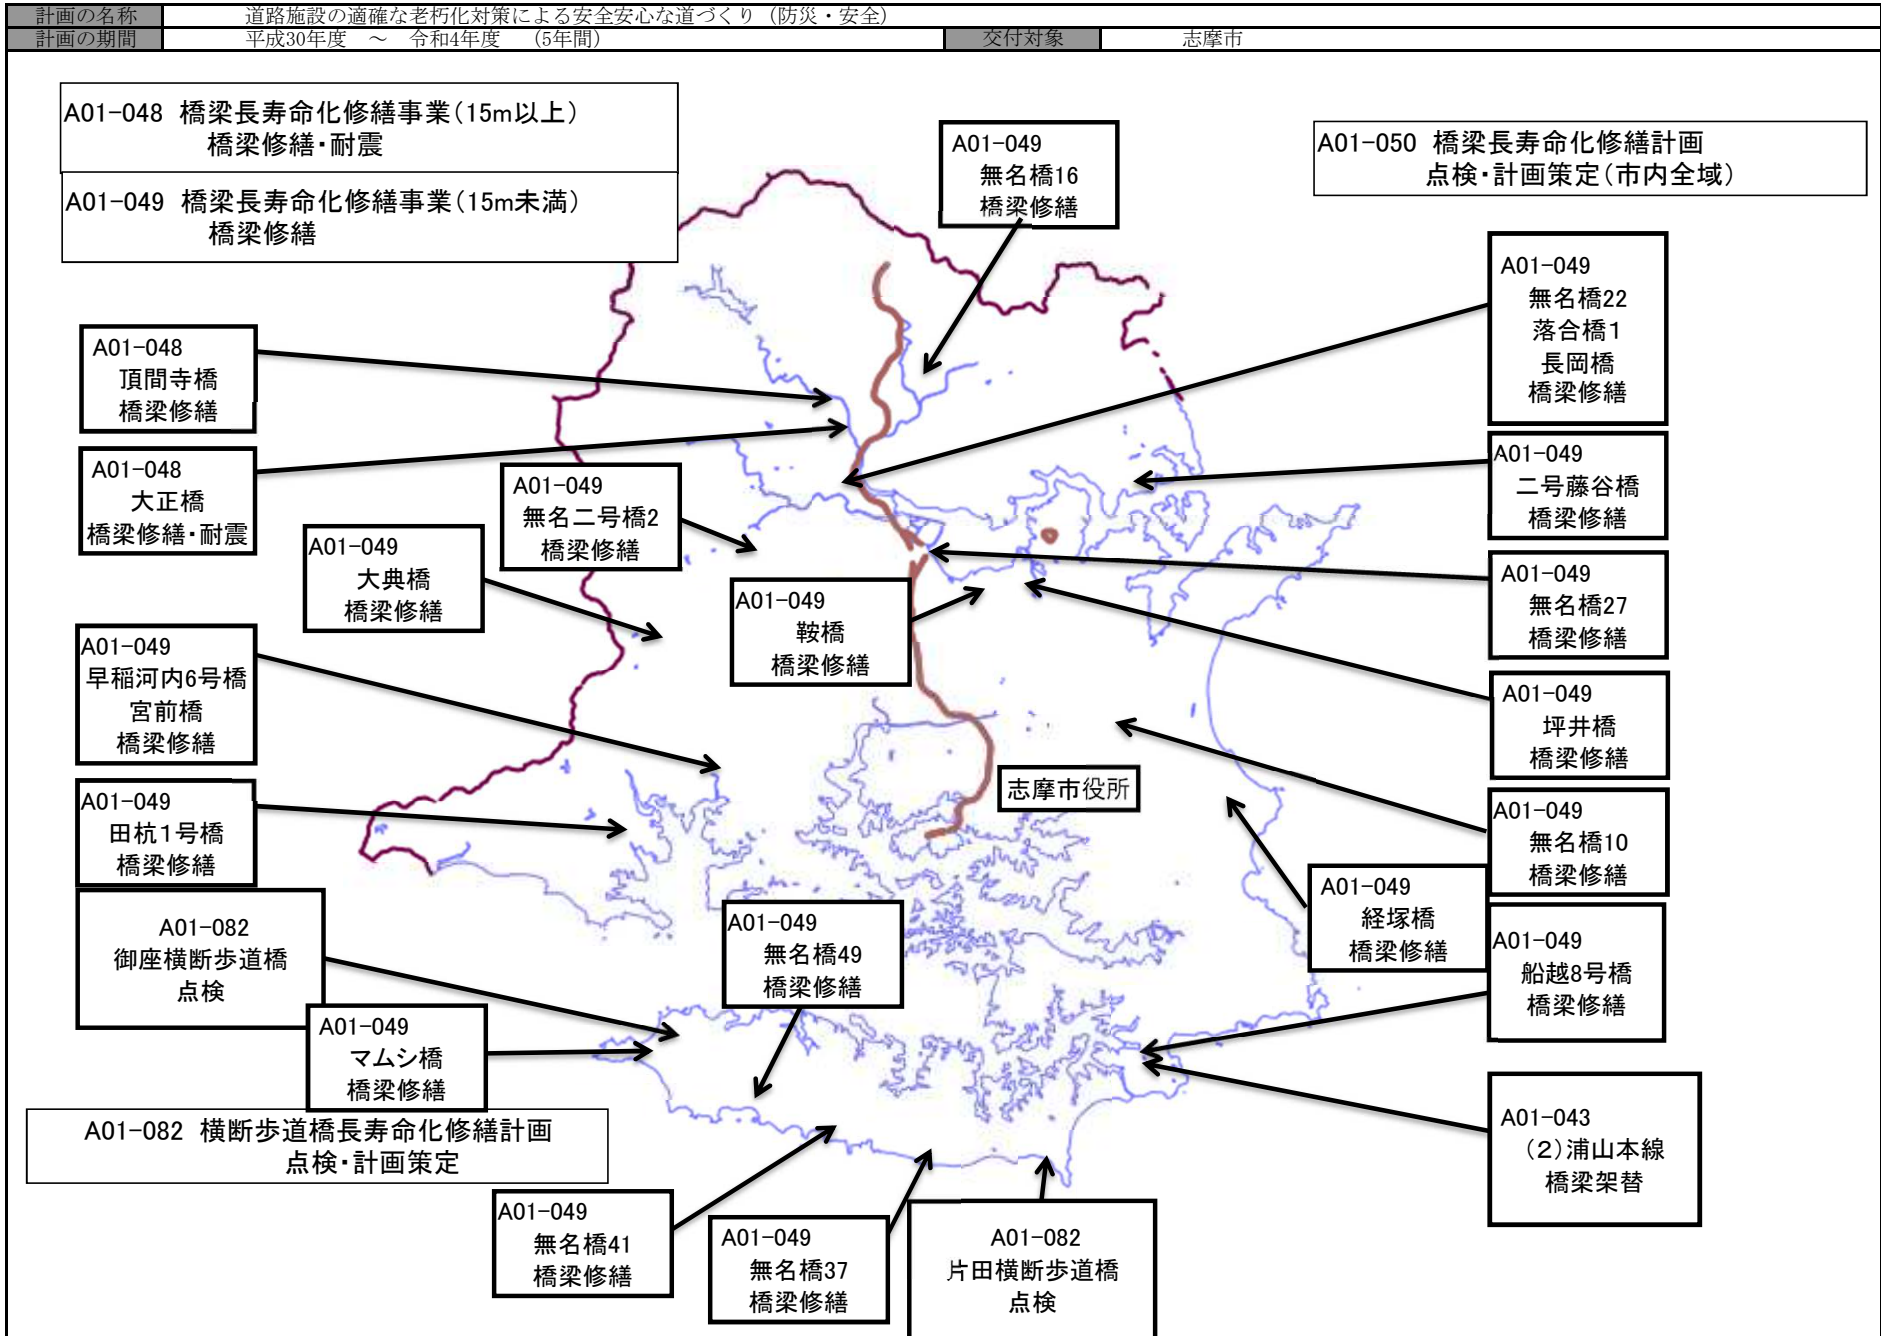 計画の名称 道路施設の適確な老朽化対策による安全安心な道づくり（防災・安全）
計画の期間 平成30年度 ～ 令和4年度 （5年間） 交付対象 志摩市
A01-048 橋梁長寿命化修繕事業（15m以上）
橋梁修繕・耐震
A01-049 橋梁長寿命化修繕事業（15m未満）
橋梁修繕
A01-049
無名橋16
橋梁修繕
A01-050 橋梁長寿命化修繕計画
点検・計画策定（市内全域）
A01-049
無名橋22
落合橋1
長岡橋
橋梁修繕
A01-048
頂間寺橋
橋梁修繕
A01-048
大正橋
橋梁修繕・耐震
A01-049
無名二号橋2
橋梁修繕
A01-049
二号藤谷橋
橋梁修繕
A01-049
大典橋
橋梁修繕
A01-049
鞍橋
橋梁修繕
A01-049
無名橋27
橋梁修繕
A01-049
早稲河内6号橋
宮前橋
橋梁修繕
A01-049
坪井橋
橋梁修繕
志摩市役所
A01-049
田杭１号橋
橋梁修繕
A01-049
無名橋10
橋梁修繕
A01-049
経塚橋
橋梁修繕
A01-082
御座横断歩道橋
点検
A01-049
無名橋49
橋梁修繕
A01-049
船越8号橋
橋梁修繕
A01-049
マムシ橋
橋梁修繕
A01-043
（2）浦山本線
橋梁架替
A01-082 横断歩道橋長寿命化修繕計画
点検・計画策定
A01-049
無名橋41
橋梁修繕
A01-049
無名橋37
橋梁修繕
A01-082
片田横断歩道橋
点検